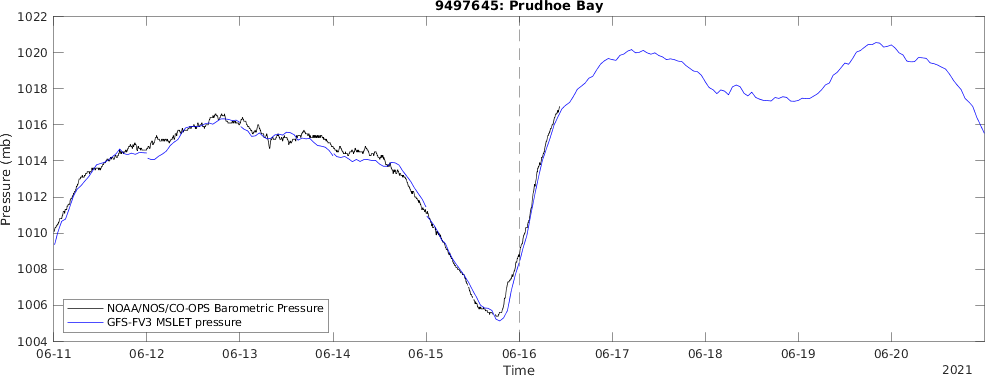 9497645: Prudhoe Bay
Pressure (mb)
1022
1020
1018
1016
1014
1012
1010
1008
1006
1004
NOAA/NOS/CO-OPS Barometric Pressure
GFS-FV3 MSLET pressure
06-11 06-12 06-13 06-14 06-15 06-16 06-17 06-18 06-19 06-20
Time
2021